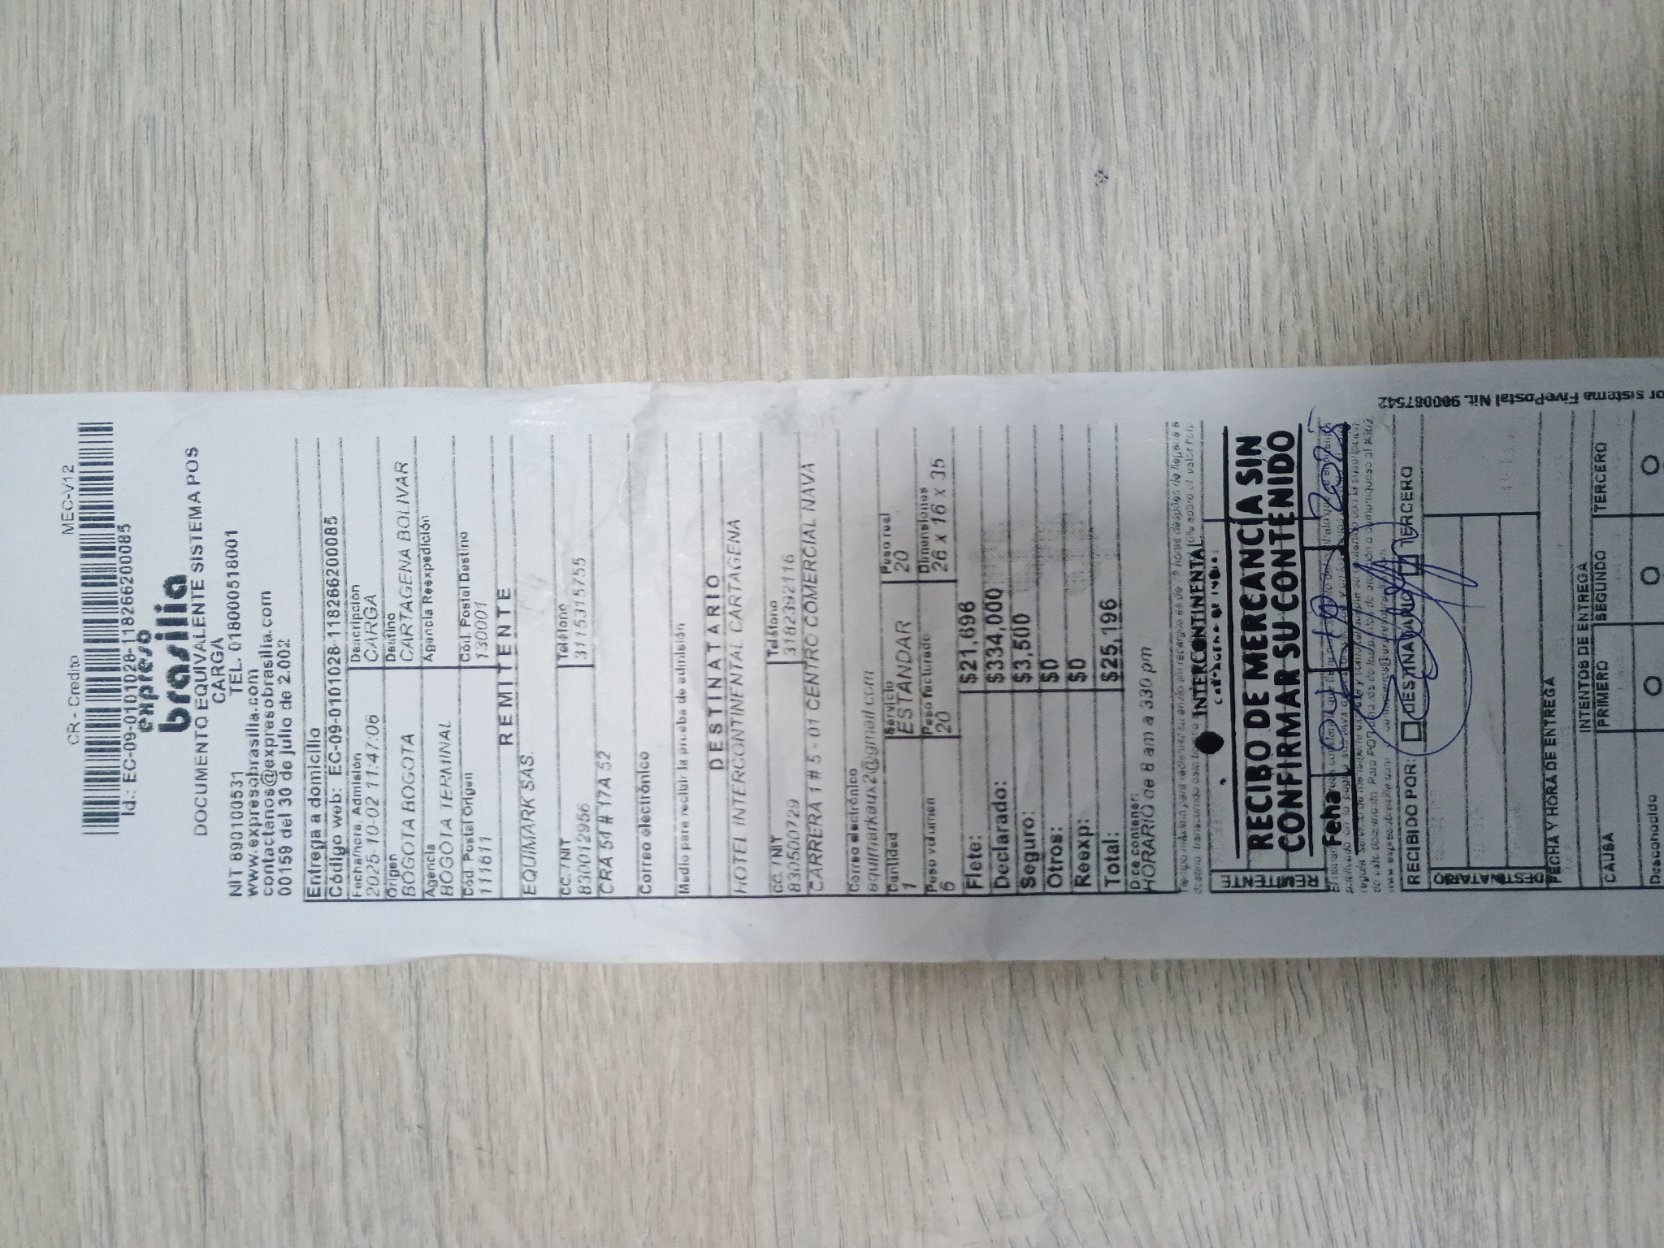 CR - Credito MEC-V12
Id.: EC-09-0101028-1182666200085
expreso
brasilia
DOCUMENTO EQUIVALENTE SISTEMA POS
CARGA
NIT 890100531 TEL. 018000518001
www.expresobrasilia.com
contactenos@expresobrasilia.com
00159 del 30 de julio de 2.002
Entrega a domicilio
Código web: EC-09-0101028-1182666200085
Fecha/hora, Admisión Descripción
2025-10-02 11:47:06 CARGA
Origen Destino
BOGOTA BOGOTA CARTAGENA BOLIVAR
Agencia Agencia Reexpedición
BOGOTA TERMINAL
Cód. Postal Origen Cód. Postal Destino
111611 130001
REMITENTE
EQUIMARK SAS.
CC. / NIT Teléfono
830012956 3115315755
CRA 54 # 17A 52
Correo electrónico
Medio para recibir la prueba de admisión
DESTINATARIO
HOTEL INTERCONTINENTAL CARTAGENA
CC. / NIT Teléfono
830500729 3182392116
CARRERA 1 # 5 - 01 CENTRO COMERCIAL NAVA
Correo electrónico
equimarkaux2@gmail.com
Cantidad Servicio Peso real
1 ESTANDAR 20
Peso volumen Peso facturado Dimensiones
6 20 26 x 16 x 35
Flete: $21,696
Declarado: $334,000
Seguro: $3,500
Otros: $0
Reexp: $0
Total: $25,196
Dice contener:
HORARIO de 8 am a 330 pm
INTERCONTINENTAL
REMITENTE
RECIBO DE MERCANCÍA SIN
CONFIRMAR SU CONTENIDO
Feha 2025
RECIBIDO POR: DESTINATARIO TERCERO
DESTINATARIO
FECHA Y HORA DE ENTREGA
INTENTOS DE ENTREGA
CAUSA PRIMERO SEGUNDO TERCERO
Desconocido
or sistema FivePostal Nit. 900087542